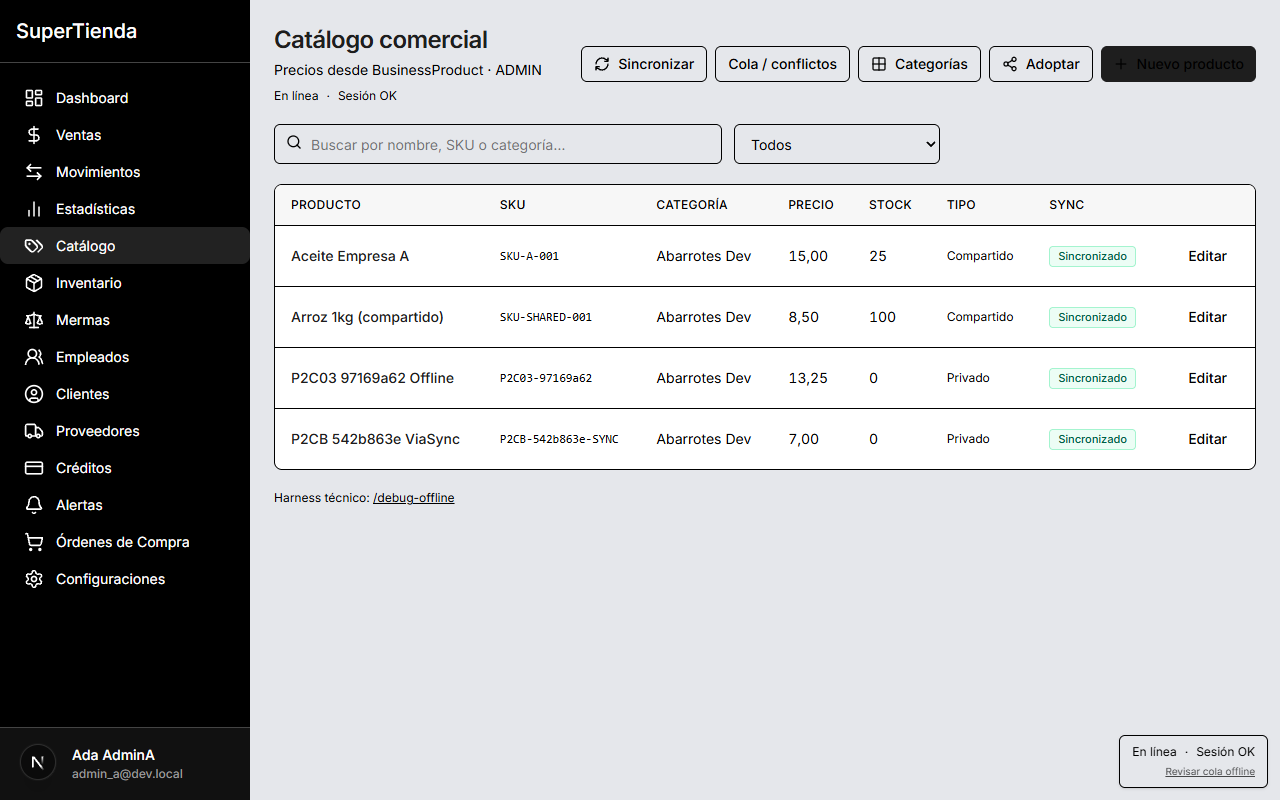 SuperTienda
Dashboard
Ventas
Movimientos
Estadísticas
Catálogo
Inventario
Mermas
Empleados
Clientes
Proveedores
Créditos
Alertas
Órdenes de Compra
Configuraciones
N
Ada AdminA
admin_a@dev.local
Catálogo comercial
Precios desde BusinessProduct · ADMIN
En línea · Sesión OK
Sincronizar
Cola / conflictos
Categorías
Adoptar
Nuevo producto
Buscar por nombre, SKU o categoría...
Todos
PRODUCTO SKU CATEGORÍA PRECIO STOCK TIPO SYNC
Aceite Empresa A SKU-A-001 Abarrotes Dev 15,00 25 Compartido Sincronizado Editar
Arroz 1kg (compartido) SKU-SHARED-001 Abarrotes Dev 8,50 100 Compartido Sincronizado Editar
P2C03 97169a62 Offline P2C03-97169a62 Abarrotes Dev 13,25 0 Privado Sincronizado Editar
P2CB 542b863e ViaSync P2CB-542b863e-SYNC Abarrotes Dev 7,00 0 Privado Sincronizado Editar
Harness técnico: /debug-offline
En línea · Sesión OK
Revisar cola offline